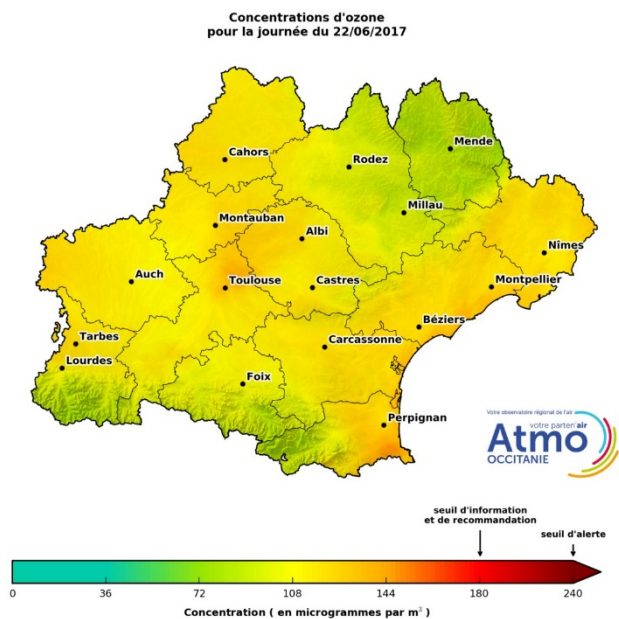 Concentrations d'ozone
pour la journée du 22/06/2017
Mende
Cahors
Rodez
Millau
Montauban
Albi
Nimes
Auch
Toulouse
Castres
Montpellier
Béziers
Tarbes
Carcassonne
Lourdes
Foix
Perpignan
Votre observatoire régional de l'air
votre parten'air
Atmo
OCCITANIE
seuil d'information
et de recommandation
seuil d'alerte
0 36 72 108 144 180 240
Concentration ( en microgrammes par m³ )